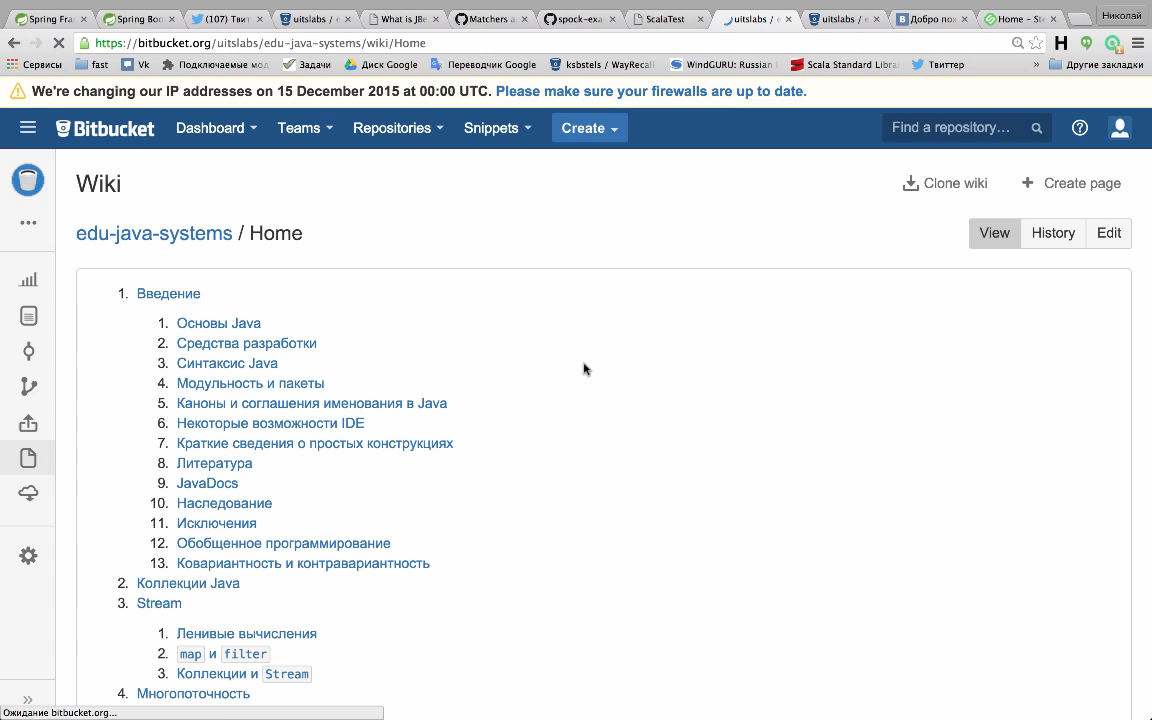 Spring Fra
Spring Boo
(107) Твит
uitslabs / e
What is JBe
Matchers a
spock-exa
ScalaTest
uitslabs / e
uitslabs / e
Добро по
Home - St
Николай
https://bitbucket.org/uitslabs/edu-java-systems/wiki/Home
Сервисы
fast
Vk
Подключаемые мод
Задачи
Диск Google
Переводчик Google
ksbstels / WayRecall
WINDGURU: Russian
Scala Standard Libra
Твиттер
»
Другие закладки
We're changing our IP addresses on 15 December 2015 at 00:00 UTC. Please make sure your firewalls are up to date.
Bitbucket
Dashboard
Teams
Repositories
Snippets
Create
Find a repository…
Wiki
Clone wiki
+ Create page
edu-java-systems / Home
View
History
Edit
1. Введение
1. Основы Java
2. Средства разработки
3. Синтаксис Java
4. Модульность и пакеты
5. Каноны и соглашения именования в Java
6. Некоторые возможности IDE
7. Краткие сведения о простых конструкциях
8. Литература
9. JavaDocs
10. Наследование
11. Исключения
12. Обобщенное программирование
13. Ковариантность и контравариантность
2. Коллекции Java
3. Stream
1. Ленивые вычисления
2. map и filter
3. Коллекции и Stream
4. Многопоточность
Ожидание bitbucket.org...